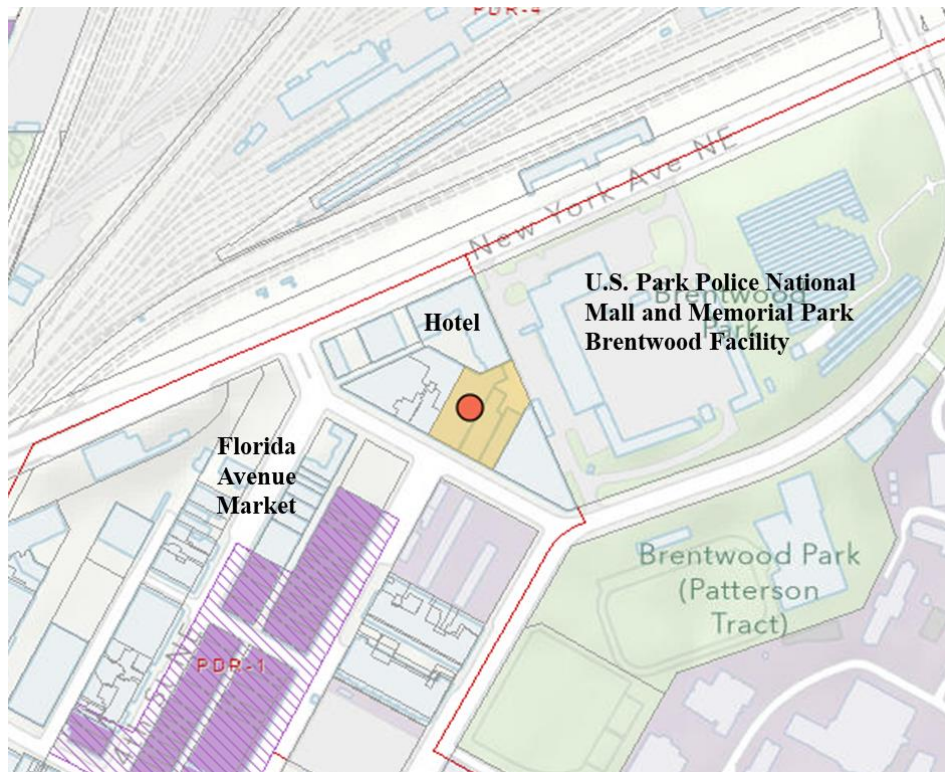 PDR-4
New York Ave NE
Hotel
U.S. Park Police National
Mall and Memorial Park
Brentwood Facility
Brentwood
Park
Florida
Avenue
Market
Brentwood Park
(Patterson
Tract)
PDR-1